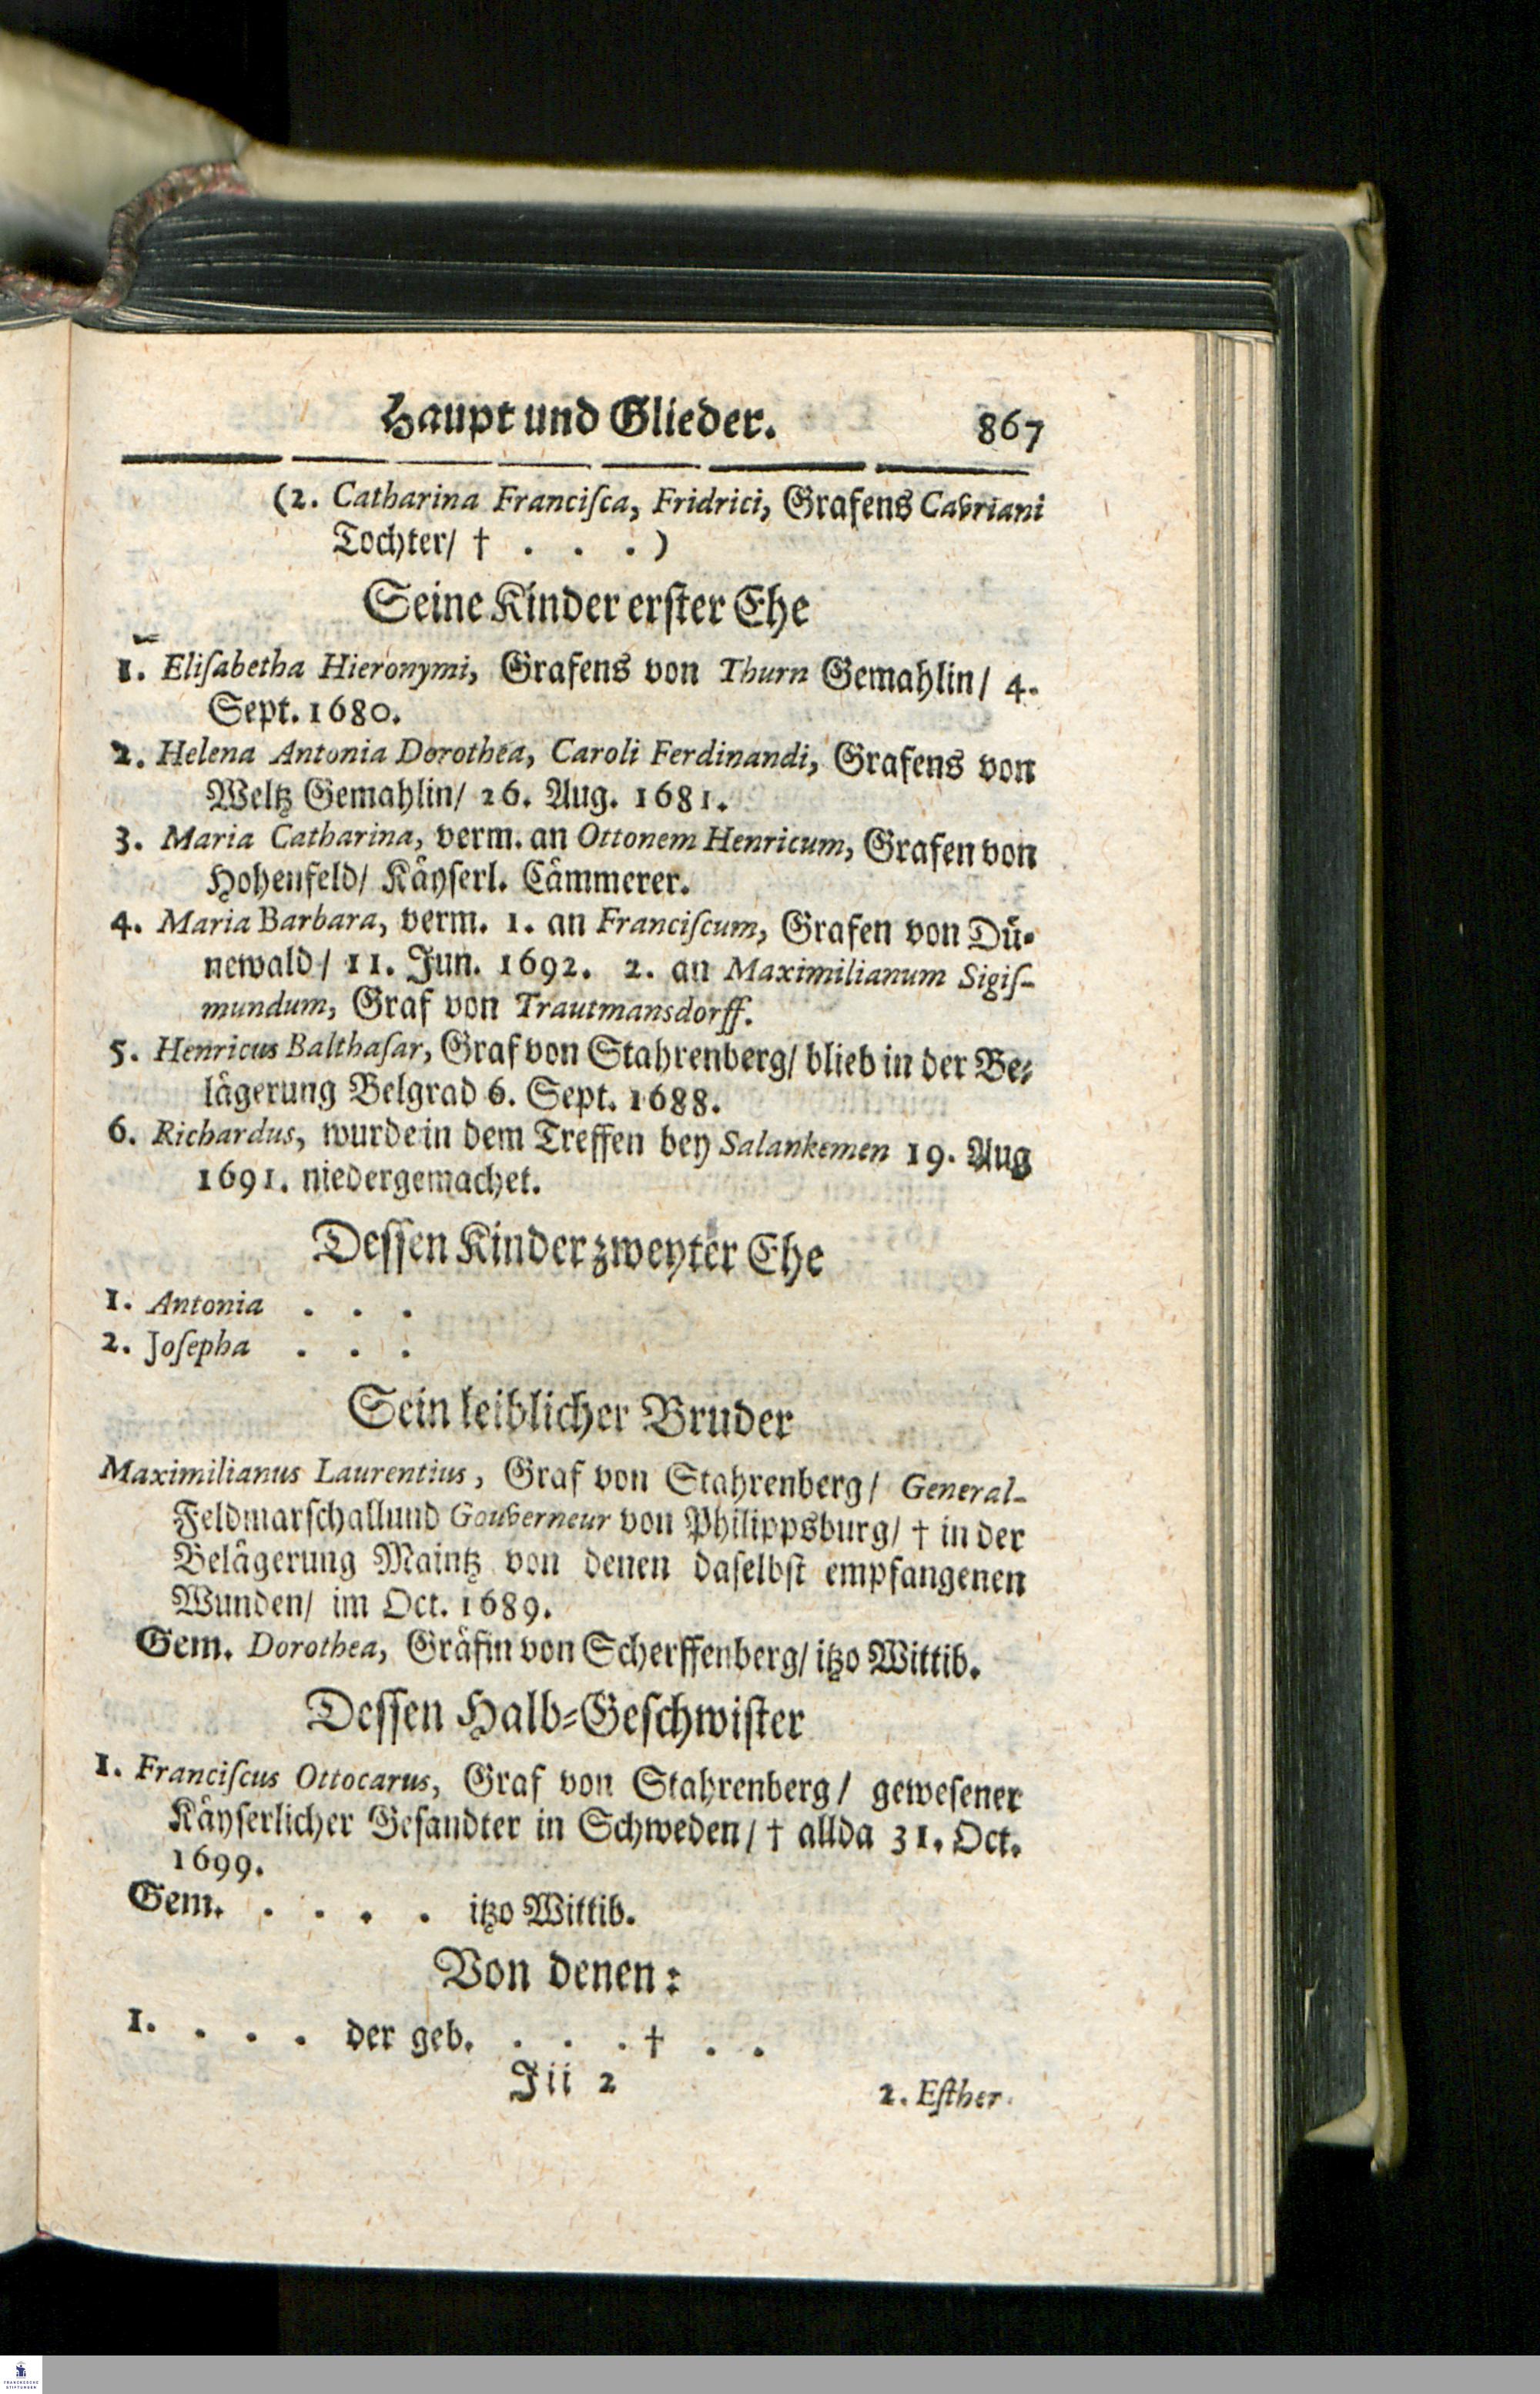 Haupt und Glieder. 867
(2. Catharina Franciſca, Fridrici, Grafens Cavriani
Tochter/ † . . . )
Seine Kinder erſter Ehe
1. Eliſabetha Hieronymi, Grafens von Thurn Gemahlin/ 4.
Sept. 1680.
2. Helena Antonia Dorothea, Caroli Ferdinandi, Grafens von
Weltz Gemahlin/ 26. Aug. 1681.
3. Maria Catharina, verm. an Ottonem Henricum, Grafen von
Hohenfeld/ Käyſerl. Cämmerer.
4. Maria Barbara, verm. 1. an Franciſcum, Grafen von Dü-
newald/ 11. Jun. 1692. 2. an Maximilianum Sigiſ-
mundum, Graf von Trautmansdorff.
5. Henricus Balthaſar, Graf von Stahrenberg/ blieb in der Be-
lägerung Belgrad 6. Sept. 1688.
6. Richardus, wurde in dem Treffen bey Salankemen 19. Aug
1691. niedergemachet.
Deſſen Kinder zweyter Ehe
1. Antonia . . .
2. Joſepha . . .
Sein leiblicher Bruder
Maximilianus Laurentius, Graf von Stahrenberg/ General-
Feldmarſchall und Gouverneur von Philippsburg/ † in der
Belägerung Maintz von denen daſelbſt empfangenen
Wunden/ im Oct. 1689.
Gem. Dorothea, Gräfin von Scherffenberg/ itzo Wittib.
Deſſen Halb-Geſchwiſter
1. Franciſcus Ottocarus, Graf von Stahrenberg/ geweſener
Käyſerlicher Geſandter in Schweden/ † allda 31. Oct.
1699.
Gem. . . . . itzo Wittib.
Von denen:
1. . . . der geb. . . . † . .
Jii 2
2. Eſther
FRANCKESCHE
STIFTUNGEN